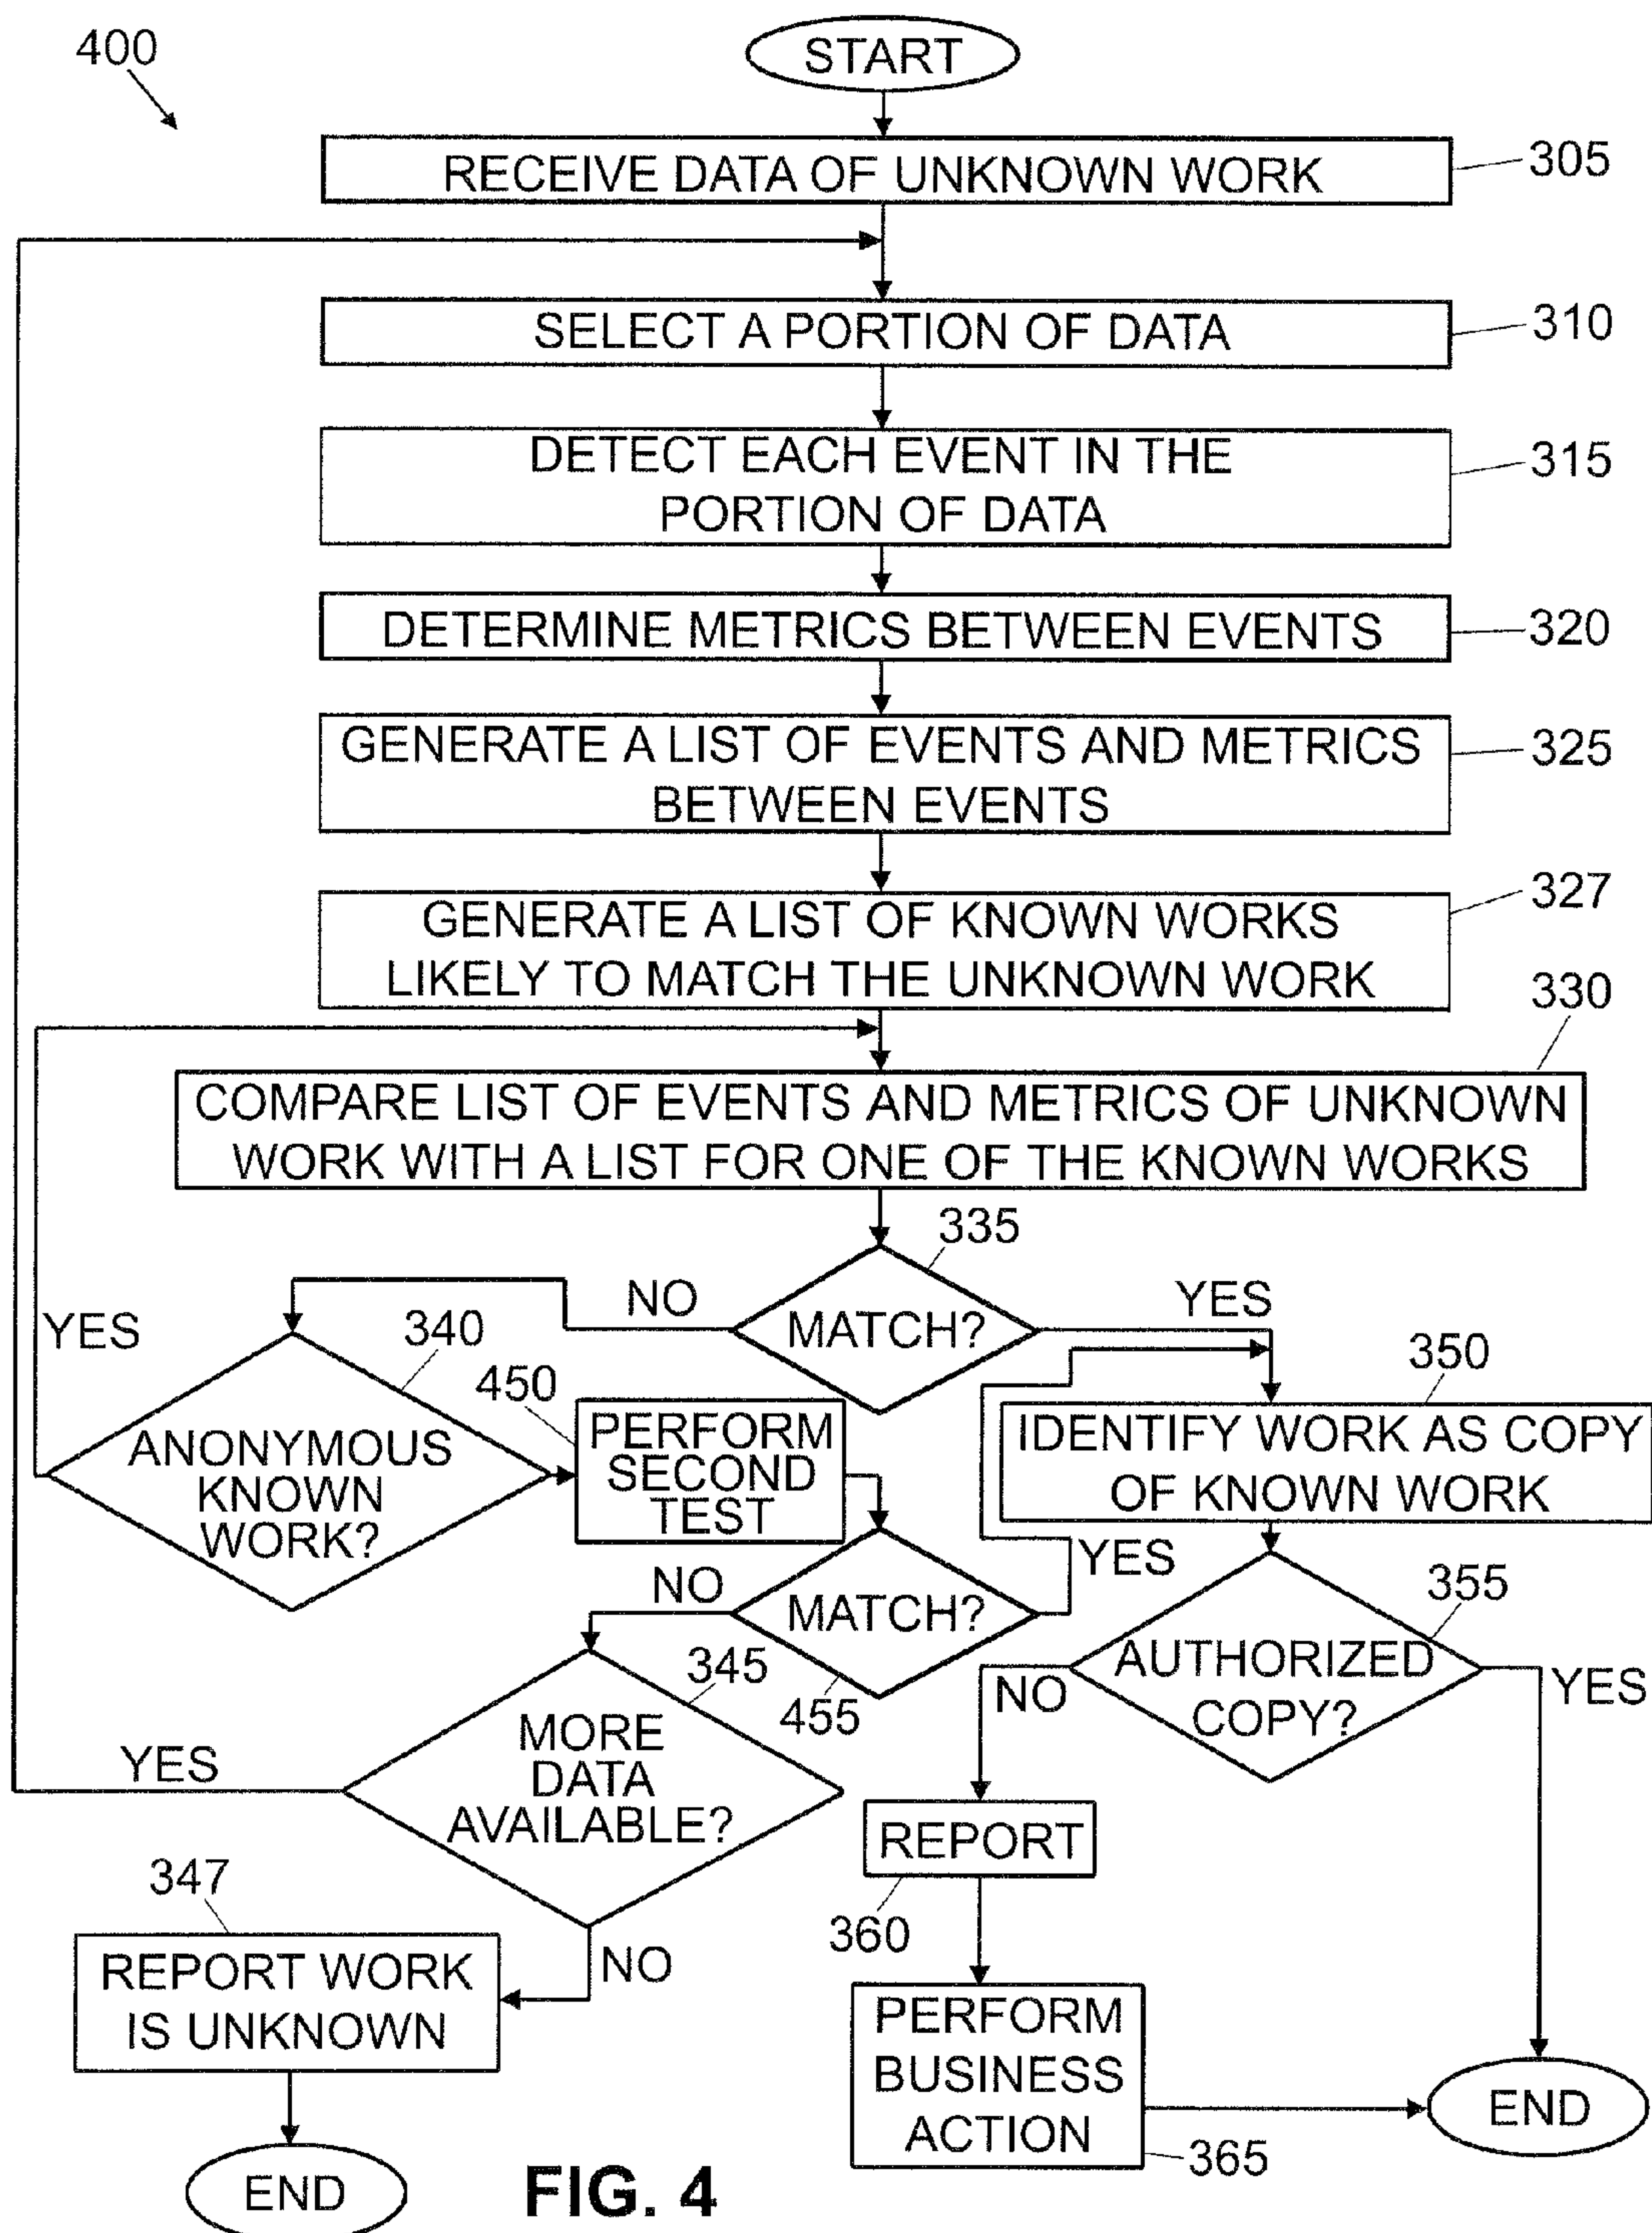 400
START
RECEIVE DATA OF UNKNOWN WORK
305
SELECT A PORTION OF DATA
310
DETECT EACH EVENT IN THE
PORTION OF DATA
315
DETERMINE METRICS BETWEEN EVENTS
320
GENERATE A LIST OF EVENTS AND METRICS
BETWEEN EVENTS
325
GENERATE A LIST OF KNOWN WORKS
LIKELY TO MATCH THE UNKNOWN WORK
327
330
COMPARE LIST OF EVENTS AND METRICS OF UNKNOWN
WORK WITH A LIST FOR ONE OF THE KNOWN WORKS
335
MATCH?
NO
YES
YES
340
ANONYMOUS
KNOWN
WORK?
450
PERFORM
SECOND
TEST
350
IDENTIFY WORK AS COPY
OF KNOWN WORK
MATCH?
455
NO
YES
355
AUTHORIZED
COPY?
NO
YES
345
MORE
DATA
AVAILABLE?
YES
NO
347
REPORT WORK
IS UNKNOWN
END
REPORT
360
PERFORM
BUSINESS
ACTION
365
END
FIG. 4